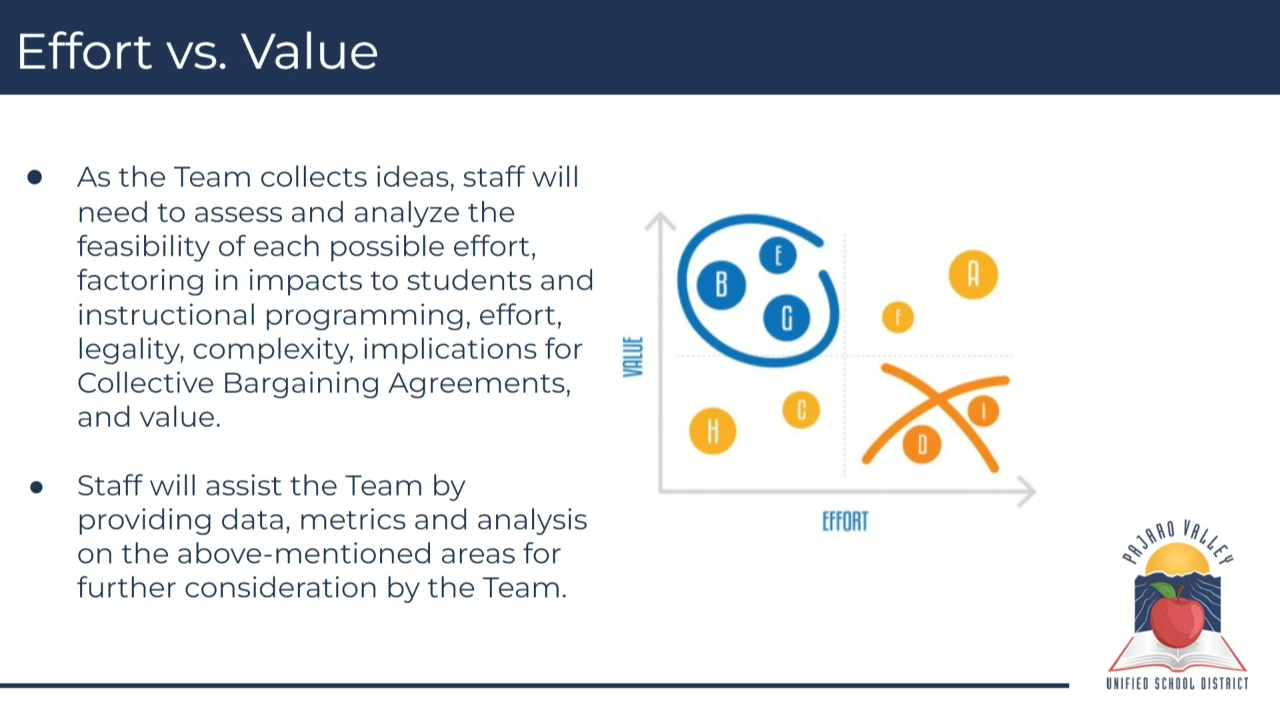 Effort vs. Value
● As the Team collects ideas, staff will
need to assess and analyze the
feasibility of each possible effort,
factoring in impacts to students and
instructional programming, effort,
legality, complexity, implications for
Collective Bargaining Agreements,
and value.
● Staff will assist the Team by
providing data, metrics and analysis
on the above-mentioned areas for
further consideration by the Team.
VALUE
B
E
G
A
F
H
C
D
I
EFFORT
PAJARO VALLEY
UNIFIED SCHOOL DISTRICT